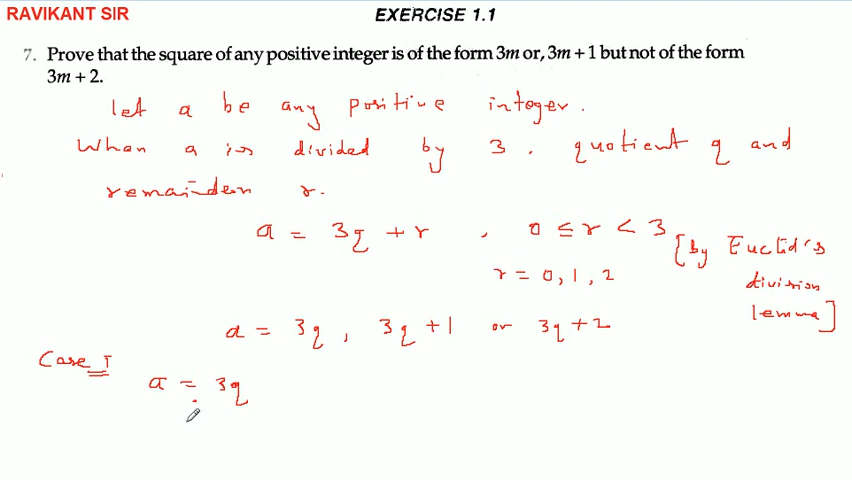 RAVIKANT SIR
EXERCISE 1.1
7. Prove that the square of any positive integer is of the form 3m or, 3m + 1 but not of the form
3m + 2.
let a be any positive integer.
When a is divided by 3 . quotient q and
remainder r.
a = 3q + r , 0 ≤ r < 3
[by Euclid's
division
lemma]
r = 0, 1, 2
a = 3q , 3q + 1 or 3q + 2
Case I
a = 3q